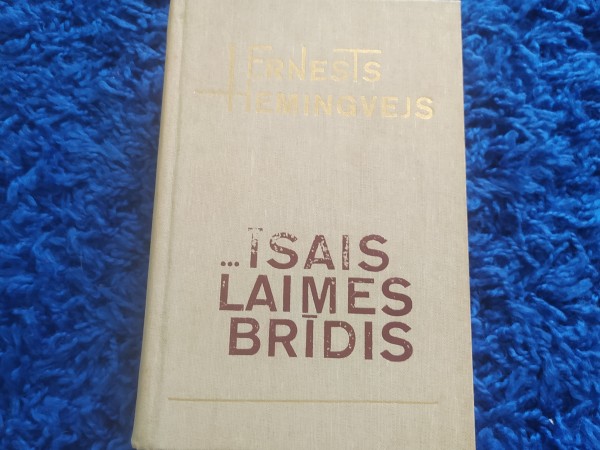 ERNESTS
HEMINGVEJS
...ĪSAIS
LAIMES
BRĪDIS